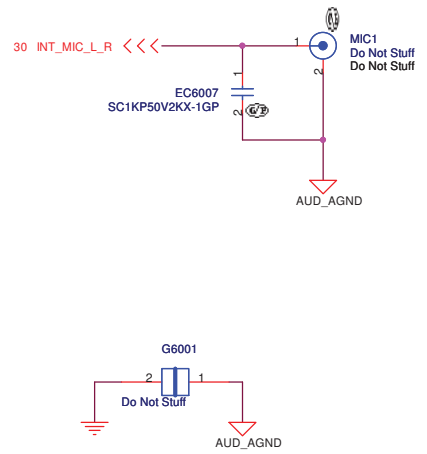 MIC1
30 INT_MIC_L_R
1
Do Not Stuff
2
Do Not Stuff
1
EC6007
SC1KP50V2KX-1GP
2
AUD_AGND
G6001
2
1
Do Not Stuff
AUD_AGND